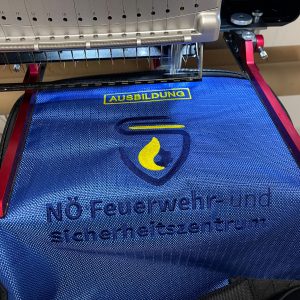 AUSBILDUNG
NÖ Feuerwehr- und
Sicherheitszentrum